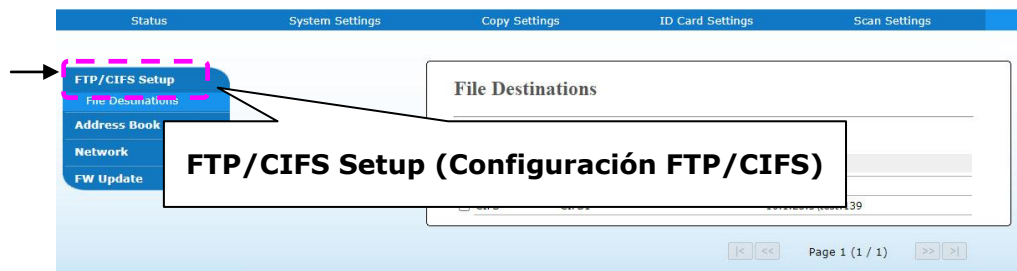 Status System Settings Copy Settings ID Card Settings Scan Settings
FTP/CIFS Setup
File Destinations
Address Book
Network
FW Update
File Destinations
FTP/CIFS Setup (Configuración FTP/CIFS)
Page 1 (1 / 1)
|< <<
>> >|